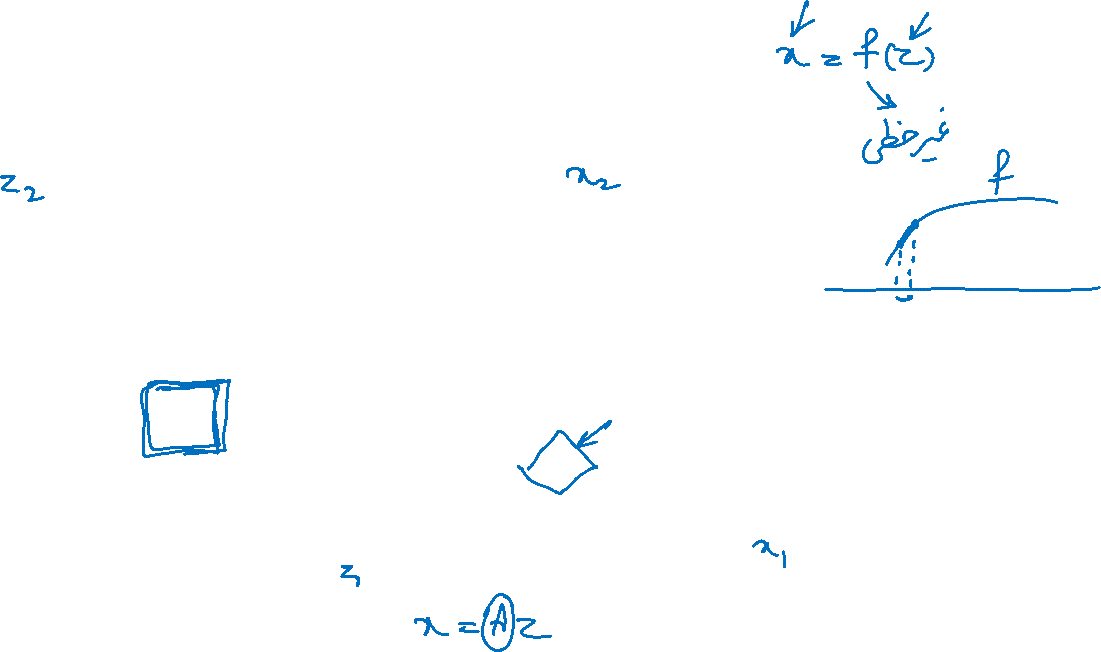 x = f(z)
غیرخطی
f
z₂
x₂
x₁
z₁
x = Az